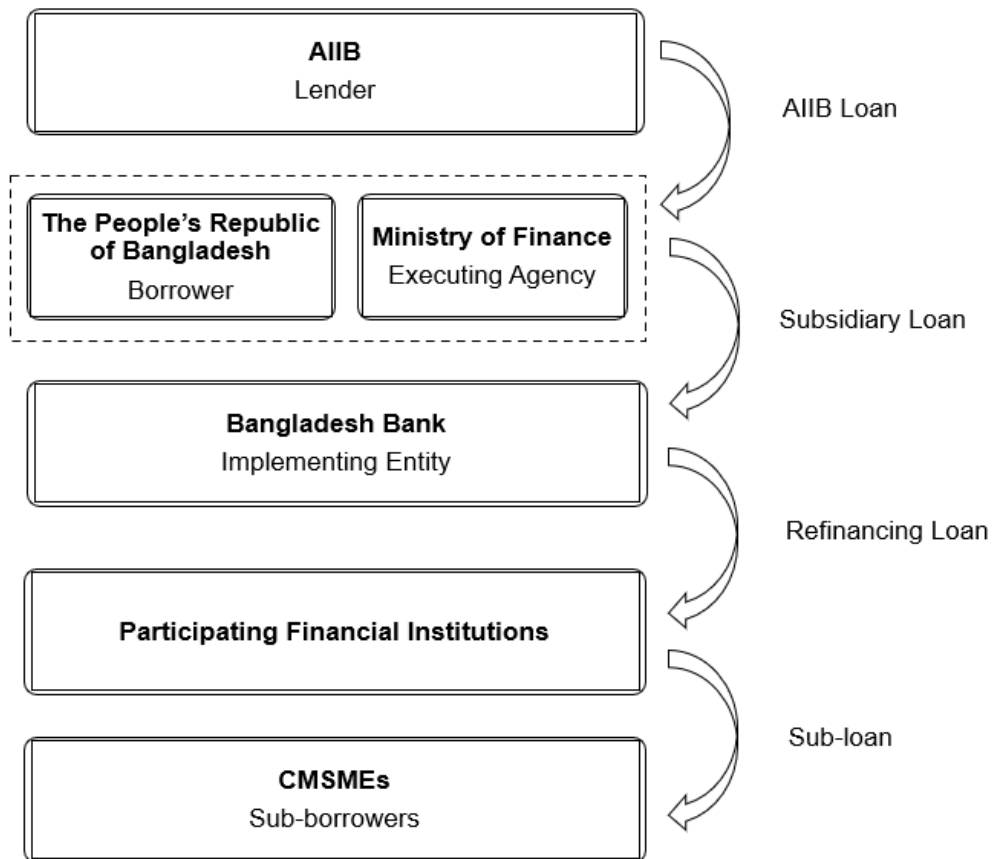 AIIB
Lender
AIIB Loan
The People’s Republic
of Bangladesh
Borrower
Ministry of Finance
Executing Agency
Subsidiary Loan
Bangladesh Bank
Implementing Entity
Refinancing Loan
Participating Financial Institutions
Sub-loan
CMSMEs
Sub-borrowers